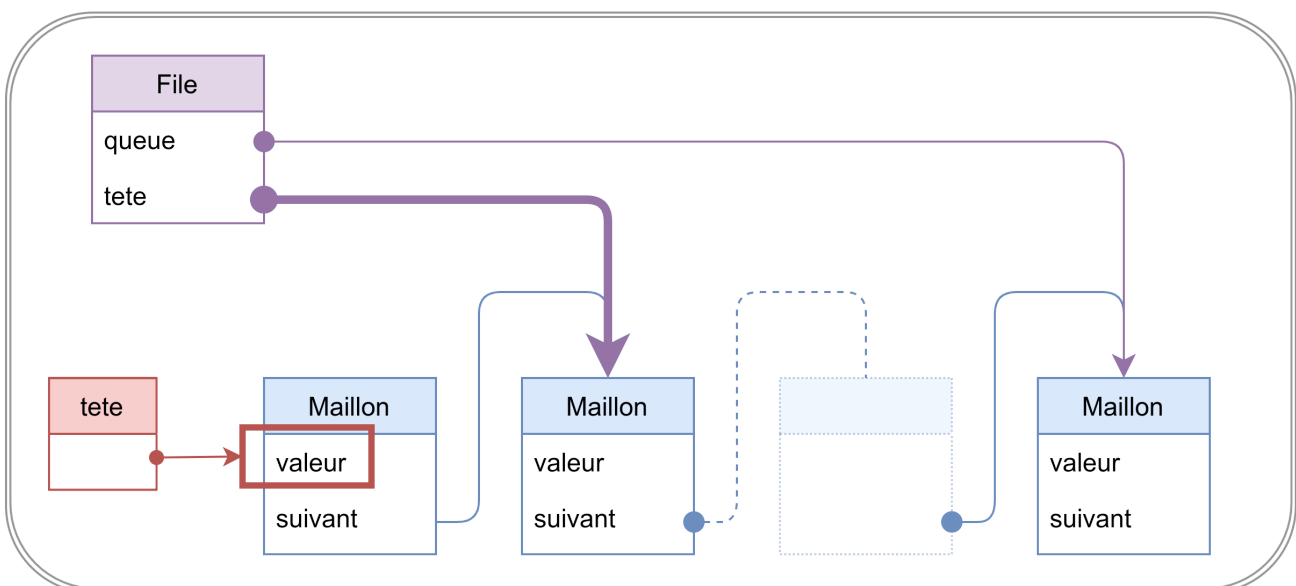 File
queue
tete
tete
Maillon
Maillon
Maillon
valeur
valeur
valeur
suivant
suivant
suivant